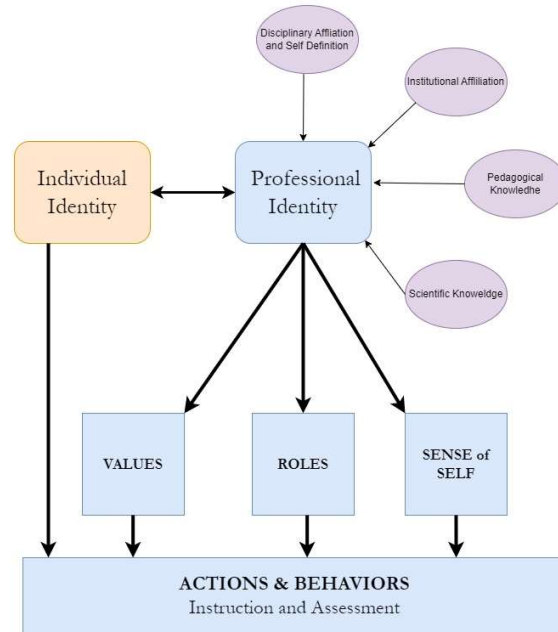 Disciplinary Affliation
and Self Definition
Institutional Affliliation
Individual
Identity
Professional
Identity
Pedagogical
Knowledhe
Scientific Knoweldge
VALUES
ROLES
SENSE of
SELF
ACTIONS & BEHAVIORS
Instruction and Assessment